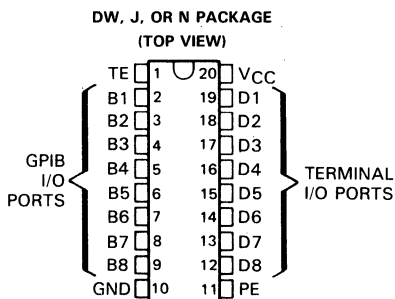 DW, J, OR N PACKAGE
(TOP VIEW)
TE 1 20 VCC
B1 2 19 D1
B2 3 18 D2
B3 4 17 D3
B4 5 16 D4
B5 6 15 D5
B6 7 14 D6
B7 8 13 D7
B8 9 12 D8
GND 10 11 PE
GPIB
I/O
PORTS
TERMINAL
I/O PORTS